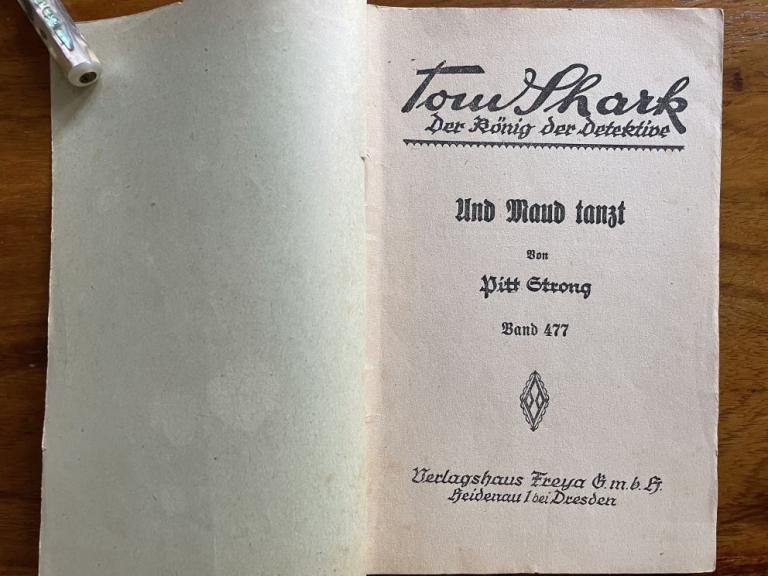 Tom Shark
Der König der Detektive
Und Maud tanzt
Von
Pitt Strong
Band 477
Verlagshaus Freya G.m.b.H.
Heidenau 1 bei Dresden